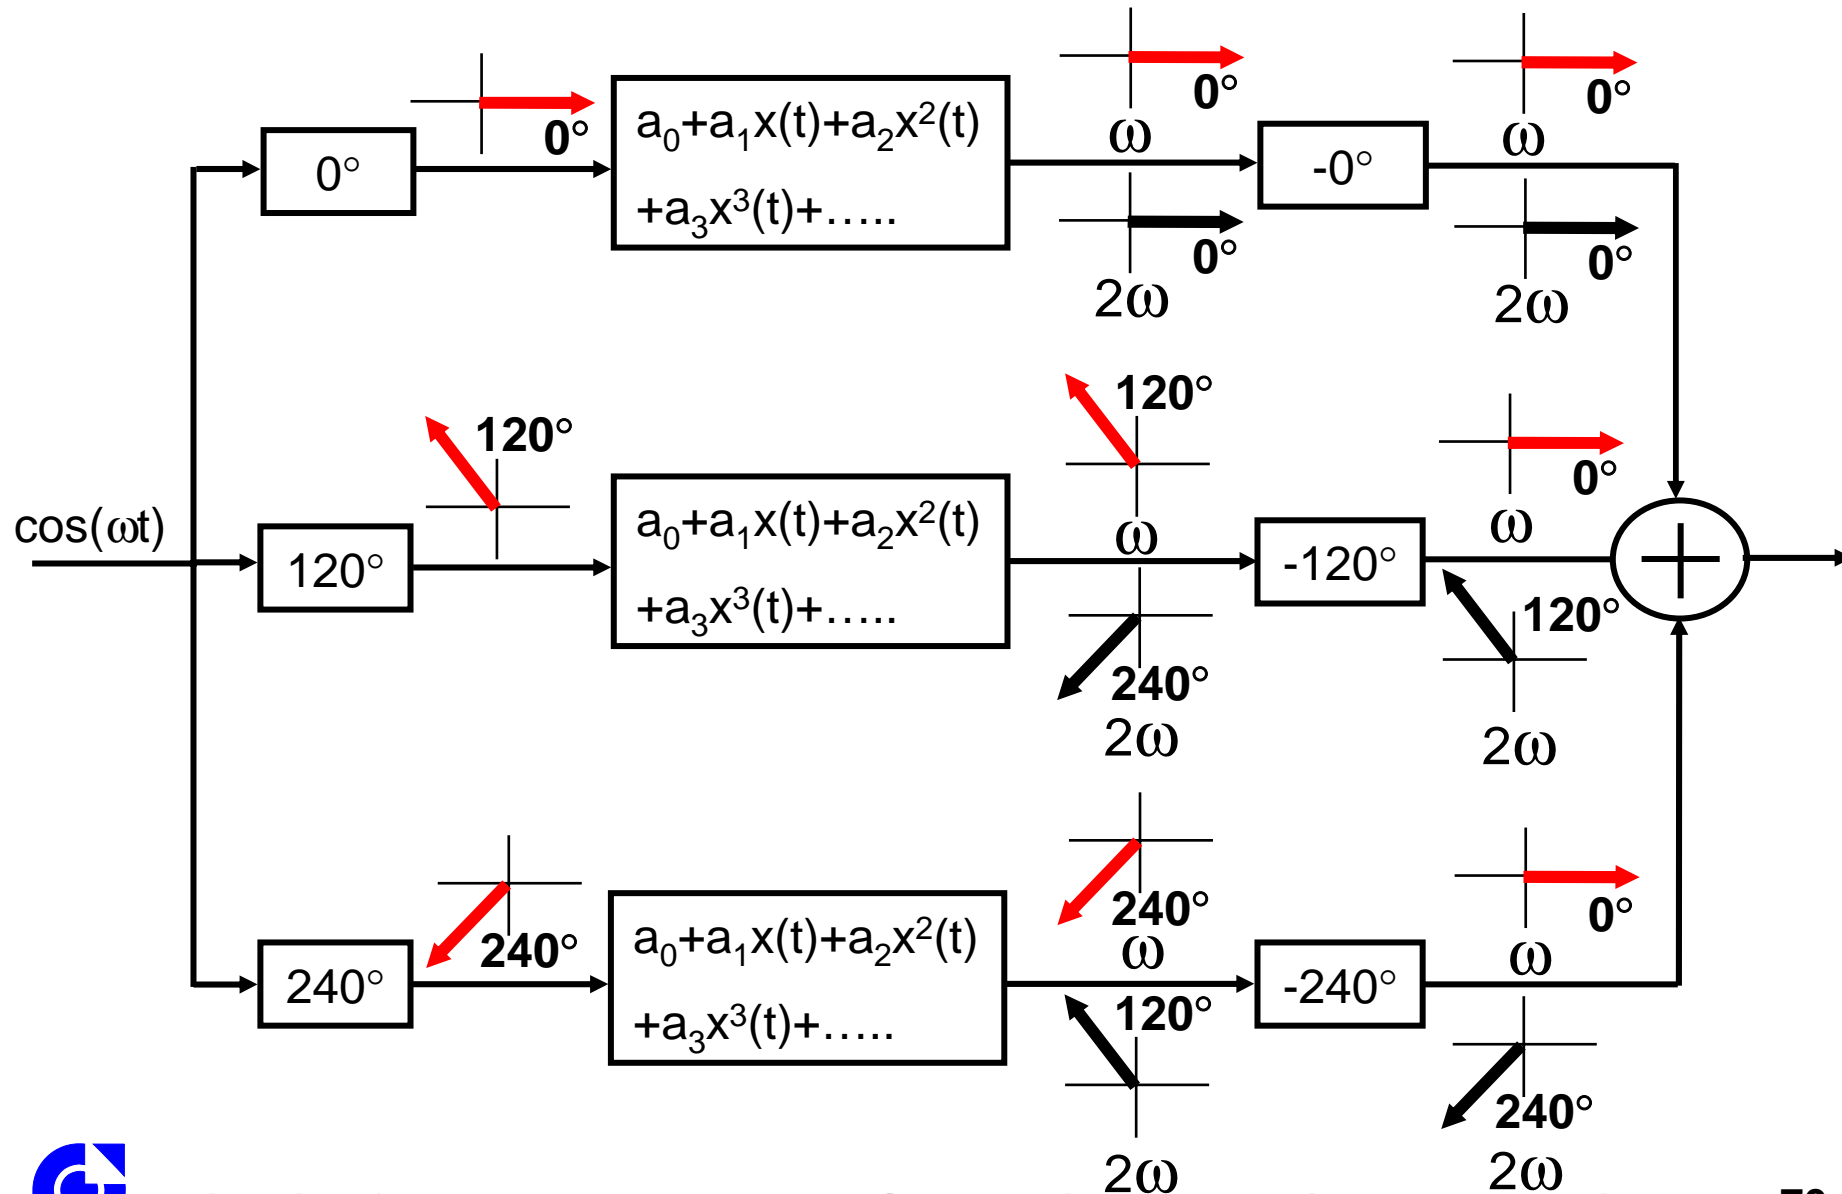 0°
0°
a₀+a₁x(t)+a₂x²(t)
+a₃x³(t)+.....
0°
ω
0°
2ω
-0°
0°
ω
0°
2ω
cos(ωt)
120°
120°
a₀+a₁x(t)+a₂x²(t)
+a₃x³(t)+.....
120°
ω
240°
2ω
-120°
0°
ω
120°
2ω
+
240°
240°
a₀+a₁x(t)+a₂x²(t)
+a₃x³(t)+.....
240°
ω
120°
2ω
-240°
0°
ω
240°
2ω